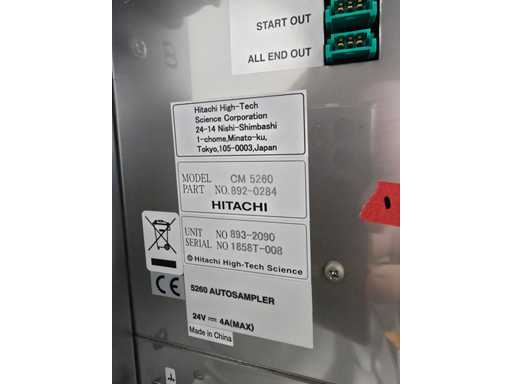 START OUT
ALL END OUT
Hitachi High-Tech
Science Corporation
24-14 Nishi-Shimbashi
1-chome,Minato-ku,
Tokyo,105-0003,Japan
MODEL CM 5260
PART NO.892-0284
HITACHI
UNIT NO 893-2090
SERIAL NO 1858T-008
© Hitachi High-Tech Science
CE
5260 AUTOSAMPLER
24V ⎓ 4A(MAX)
Made in China